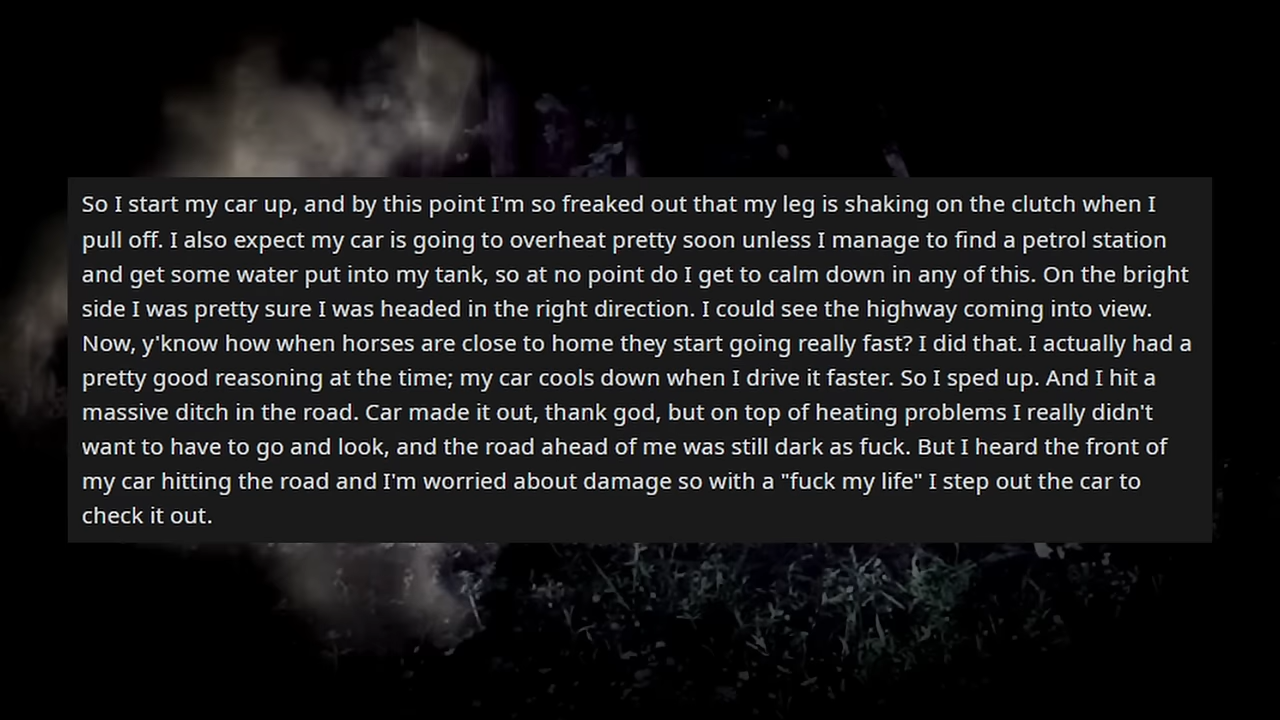 So I start my car up, and by this point I'm so freaked out that my leg is shaking on the clutch when I
pull off. I also expect my car is going to overheat pretty soon unless I manage to find a petrol station
and get some water put into my tank, so at no point do I get to calm down in any of this. On the bright
side I was pretty sure I was headed in the right direction. I could see the highway coming into view.
Now, y'know how when horses are close to home they start going really fast? I did that. I actually had a
pretty good reasoning at the time; my car cools down when I drive it faster. So I sped up. And I hit a
massive ditch in the road. Car made it out, thank god, but on top of heating problems I really didn't
want to have to go and look, and the road ahead of me was still dark as fuck. But I heard the front of
my car hitting the road and I'm worried about damage so with a "fuck my life" I step out the car to
check it out.